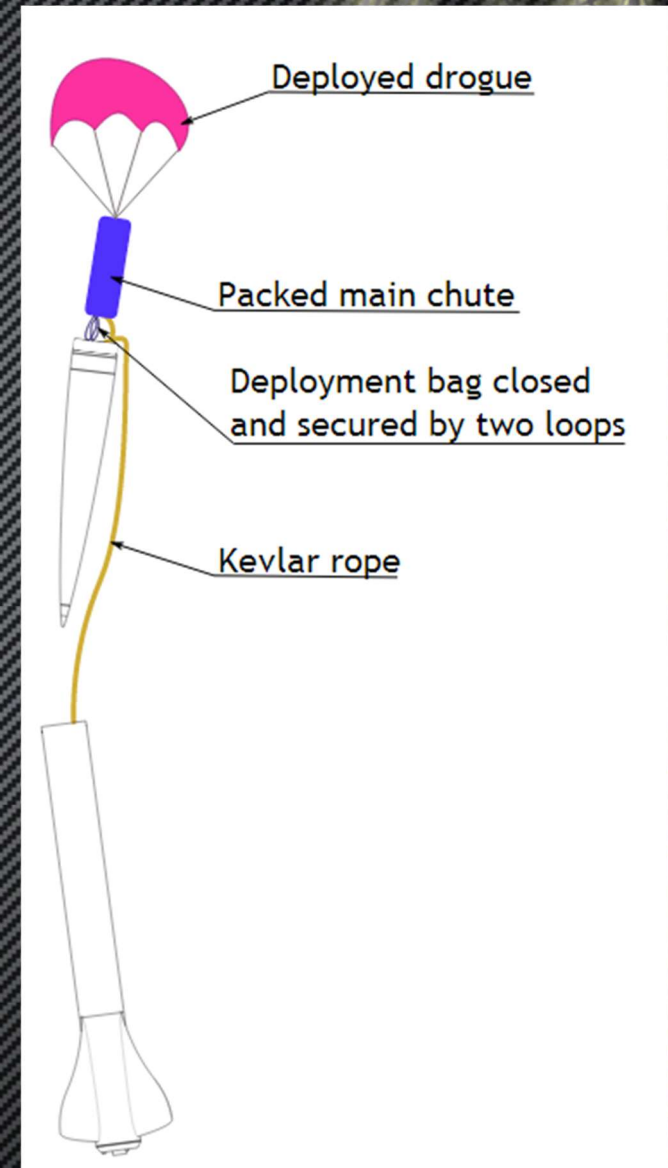 Deployed drogue
Packed main chute
Deployment bag closed
and secured by two loops
Kevlar rope